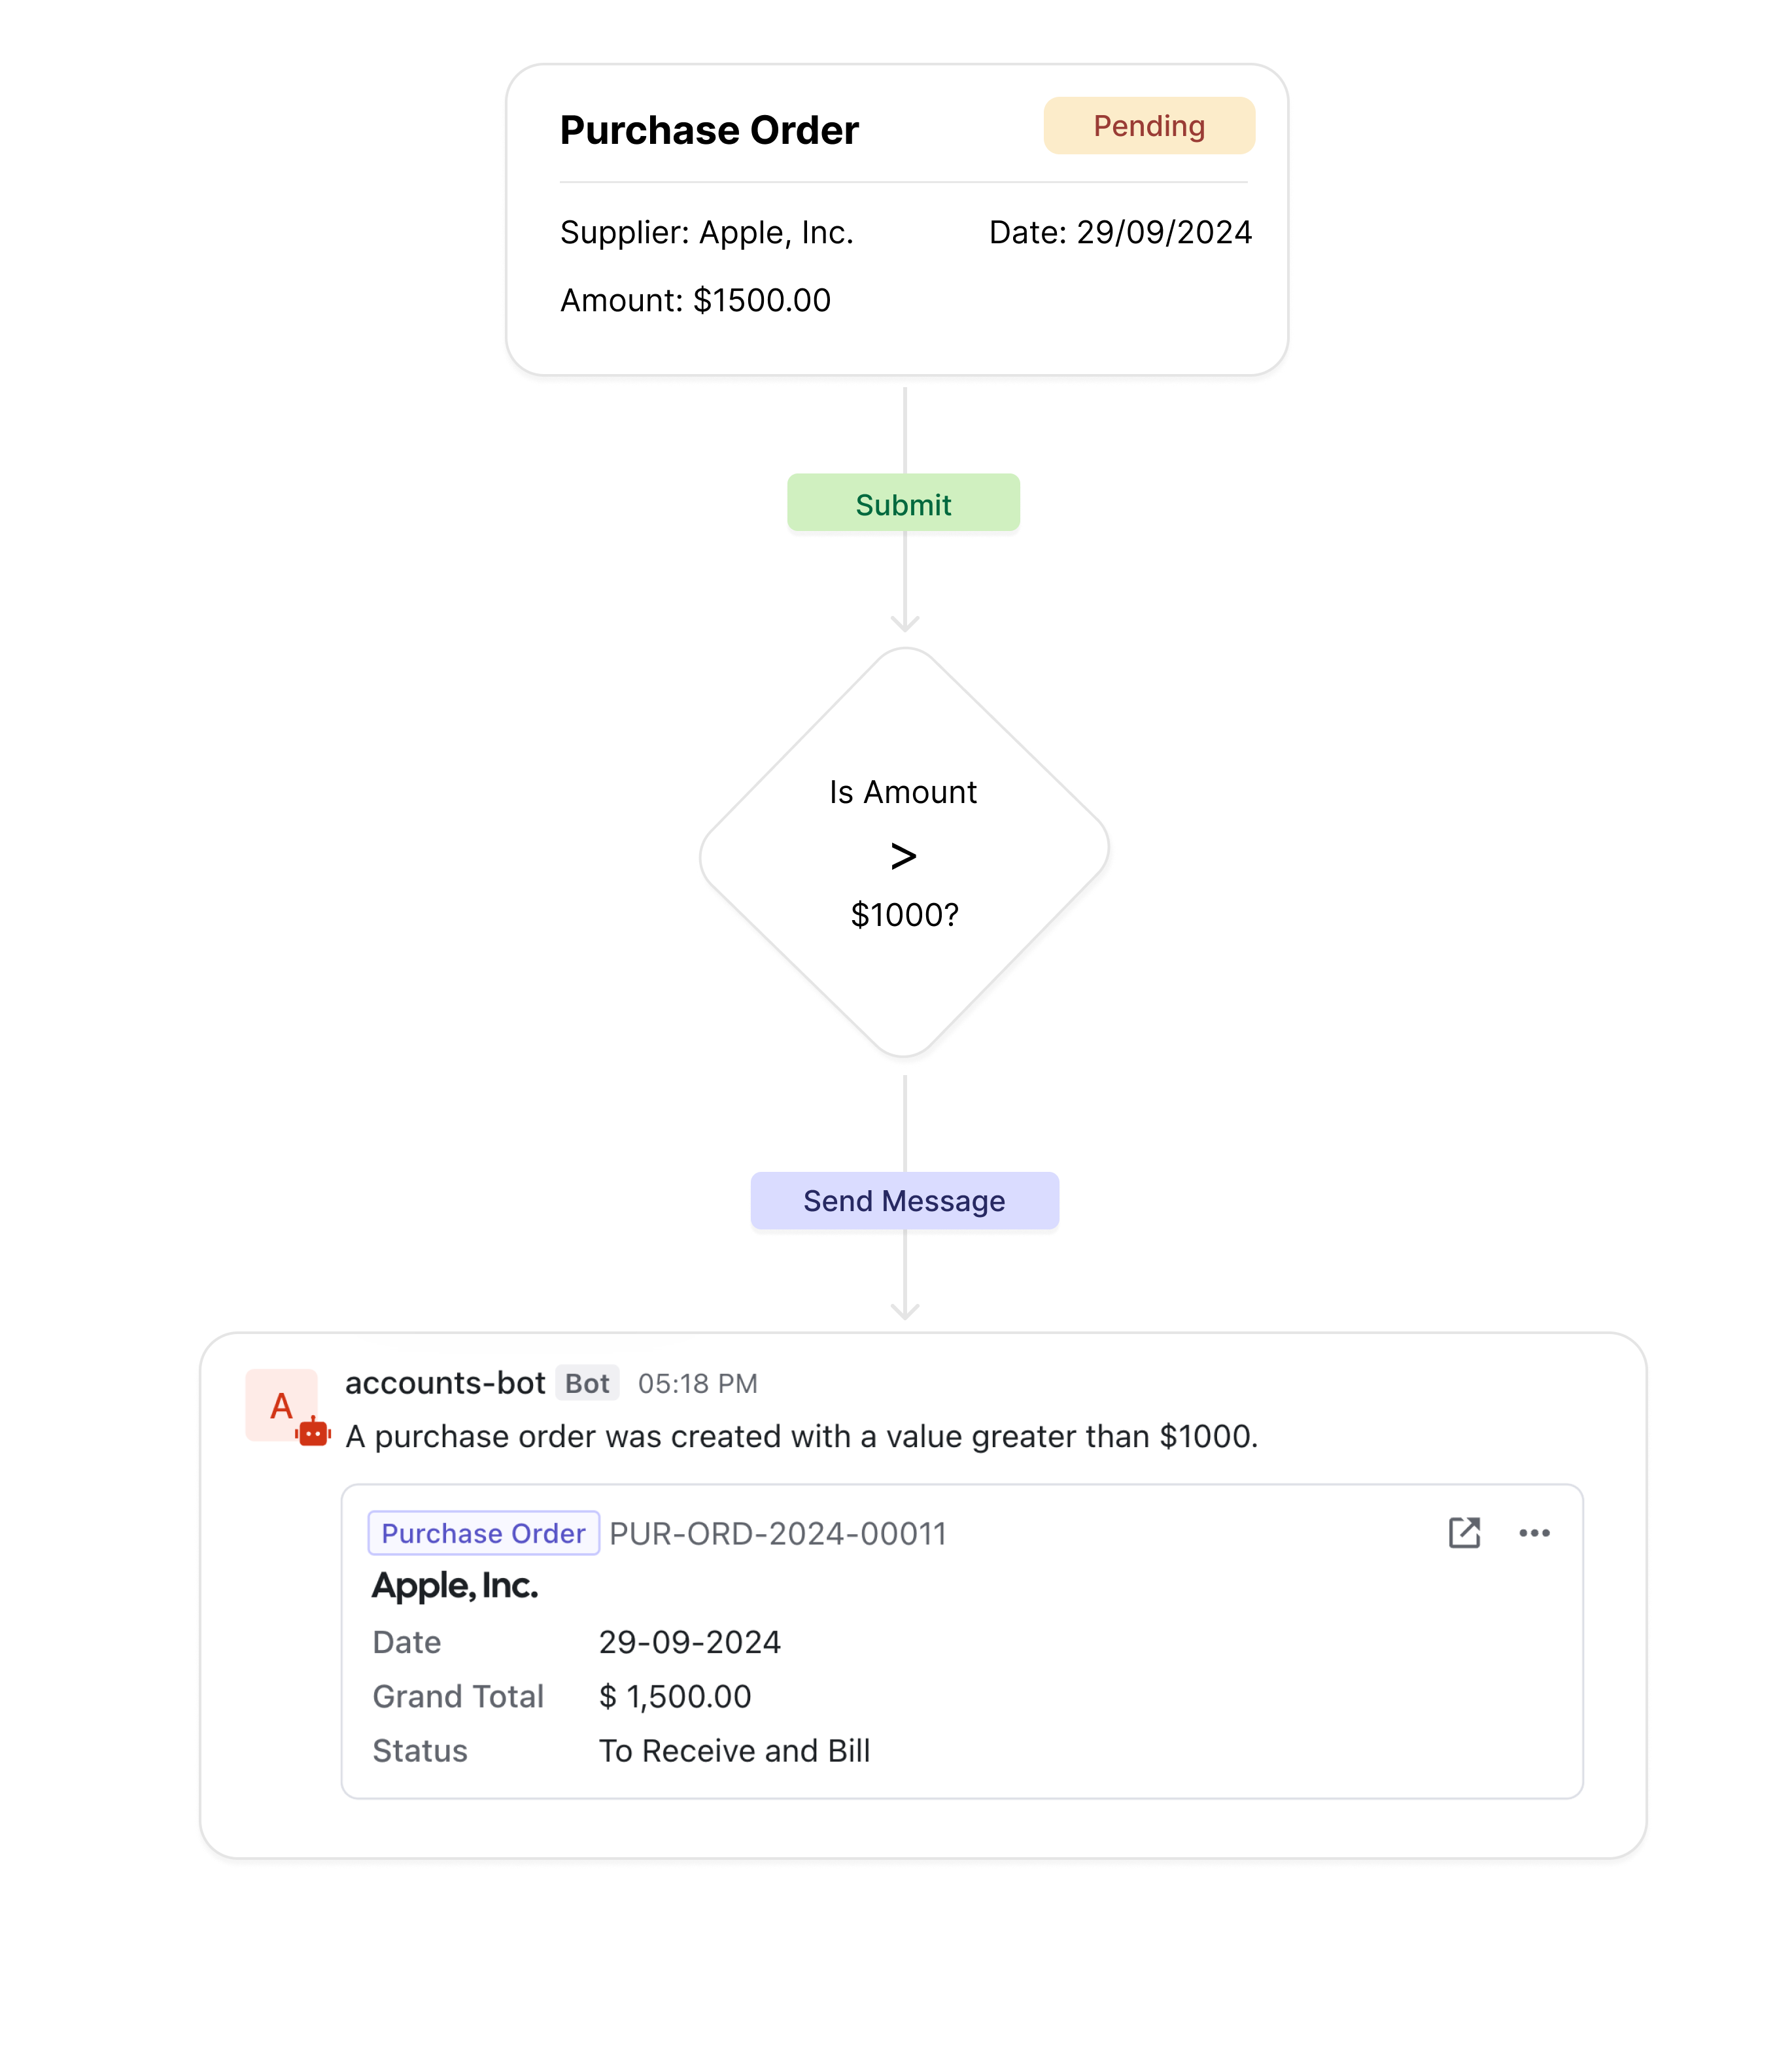 Purchase Order Pending
Supplier: Apple, Inc. Date: 29/09/2024
Amount: $1500.00
Submit
Is Amount
>
$1000?
Send Message
A
accounts-bot Bot 05:18 PM
A purchase order was created with a value greater than $1000.
Purchase Order PUR-ORD-2024-00011
Apple, Inc.
Date 29-09-2024
Grand Total $ 1,500.00
Status To Receive and Bill